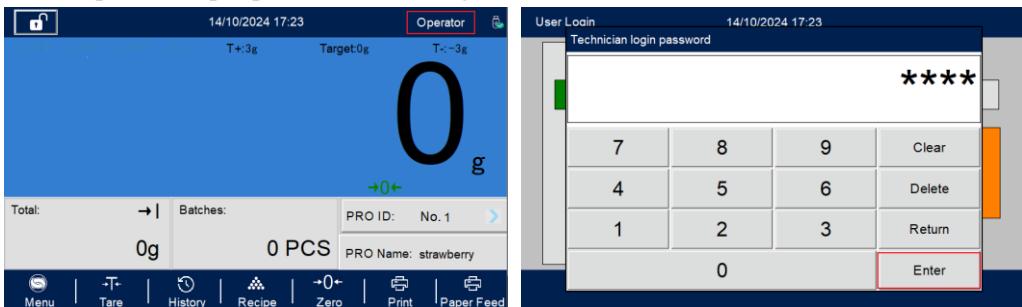 14/10/2024 17:23 Operator
T+:3g Target:0g T-:-3g
0g
→0←
Total: →| Batches: PRO ID: No. 1
0g 0 PCS PRO Name: strawberry
Menu Tare History Recipe Zero Print Paper Feed
User Login 14/10/2024 17:23
Technician login password
****
7 8 9 Clear
4 5 6 Delete
1 2 3 Return
0 Enter